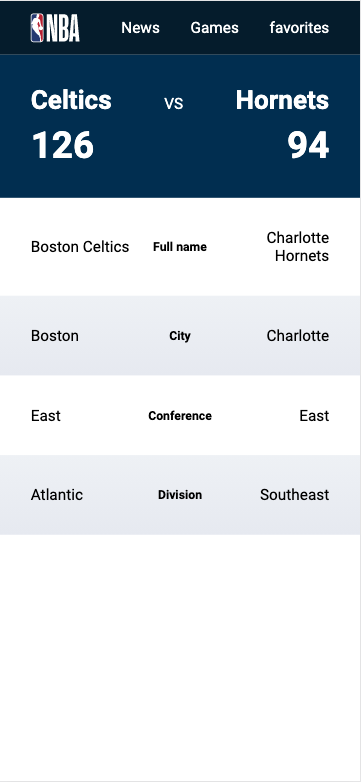 NBA News Games favorites
Celtics vs Hornets
126 94
Boston Celtics Full name Charlotte
Hornets
Boston City Charlotte
East Conference East
Atlantic Division Southeast